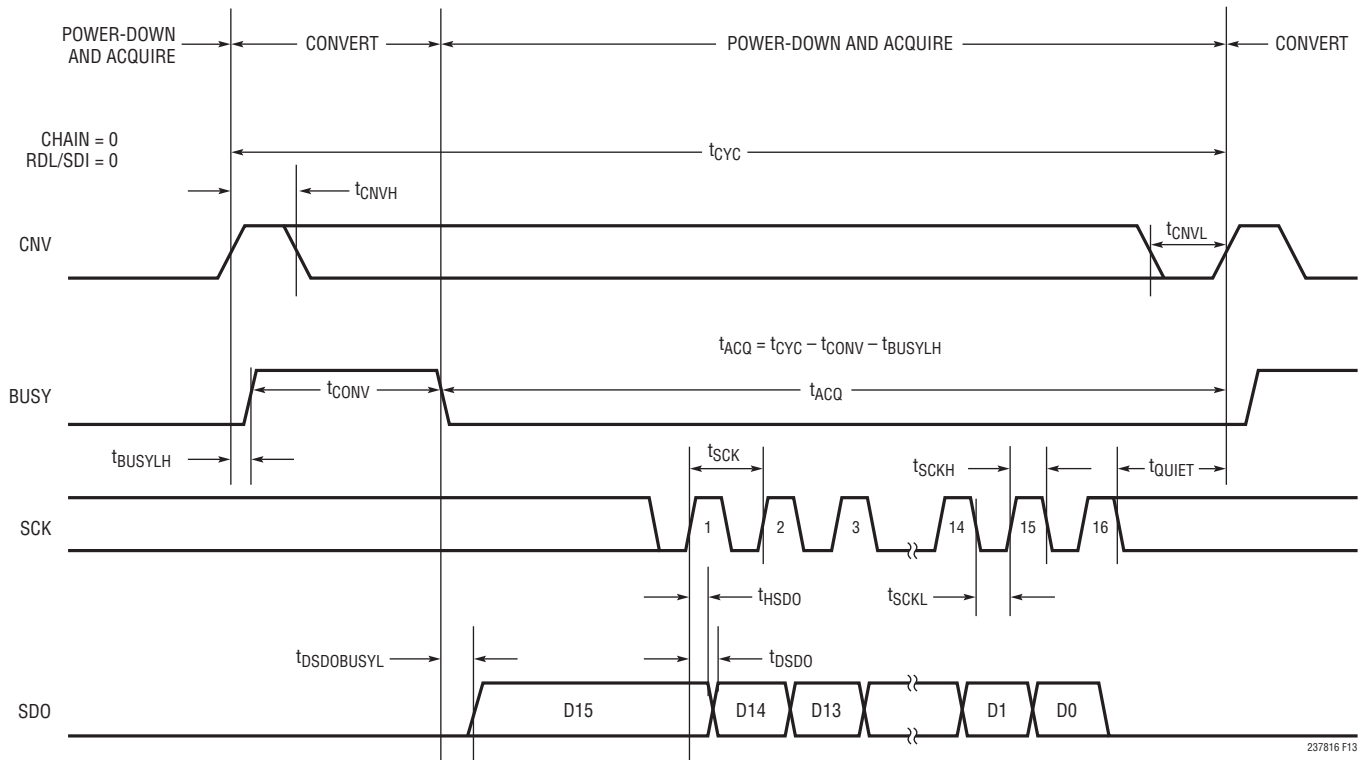 POWER-DOWN
AND ACQUIRE
CONVERT
POWER-DOWN AND ACQUIRE
CONVERT
CHAIN = 0
RDL/SDI = 0
tCYC
tCNVH
CNV
tCNVL
tACQ = tCYC – tCONV – tBUSYLH
BUSY
tCONV
tACQ
tBUSYLH
tSCK
tSCKH
tQUIET
SCK
1
2
3
14
15
16
tHSDO
tSCKL
tDSDOBUSYL
tDSDO
SDO
D15
D14
D13
D1
D0
237816 F13